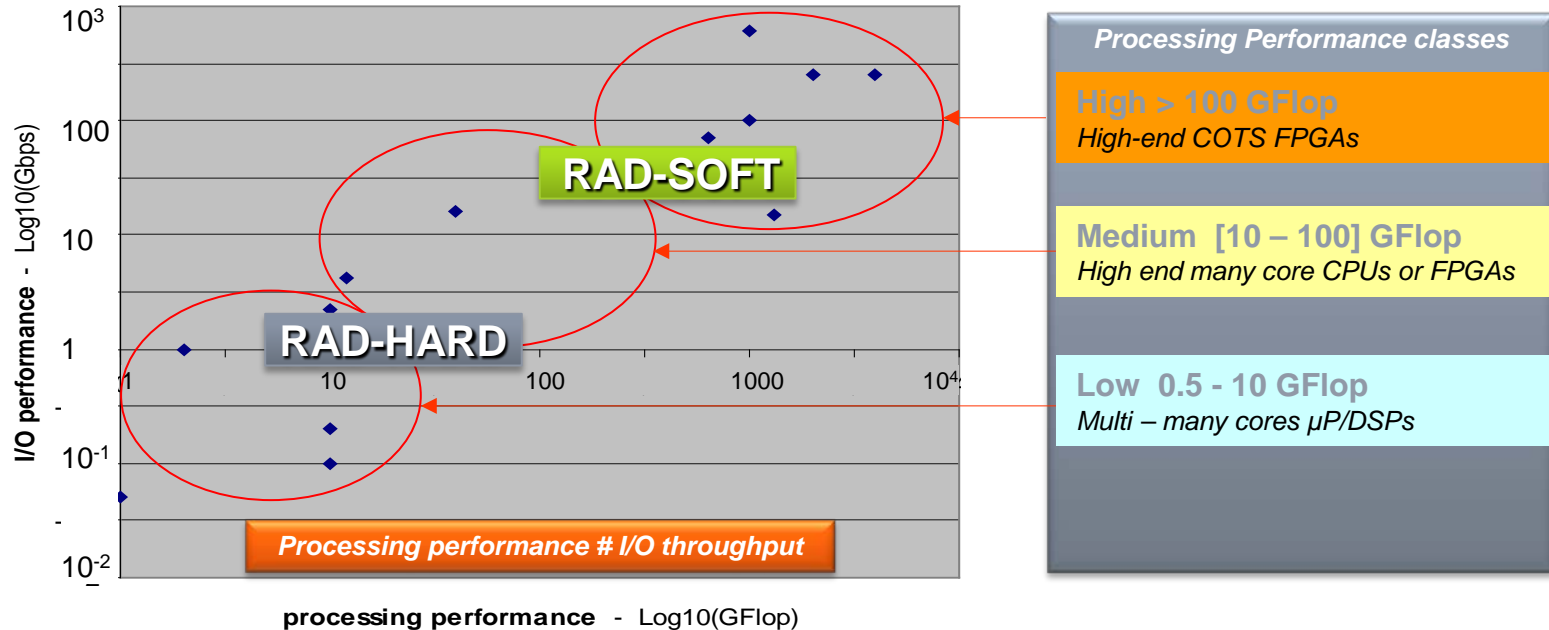 Processing Performance classes
10³
High > 100 GFlop
High-end COTS FPGAs
100
RAD-SOFT
Medium [10 – 100] GFlop
High end many core CPUs or FPGAs
10
I/O performance - Log10(Gbps)
RAD-HARD
1
1 10 100 1000 10⁴
Low 0.5 - 10 GFlop
Multi – many cores µP/DSPs
-
10⁻¹
-
Processing performance # I/O throughput
10⁻²
processing performance - Log10(GFlop)